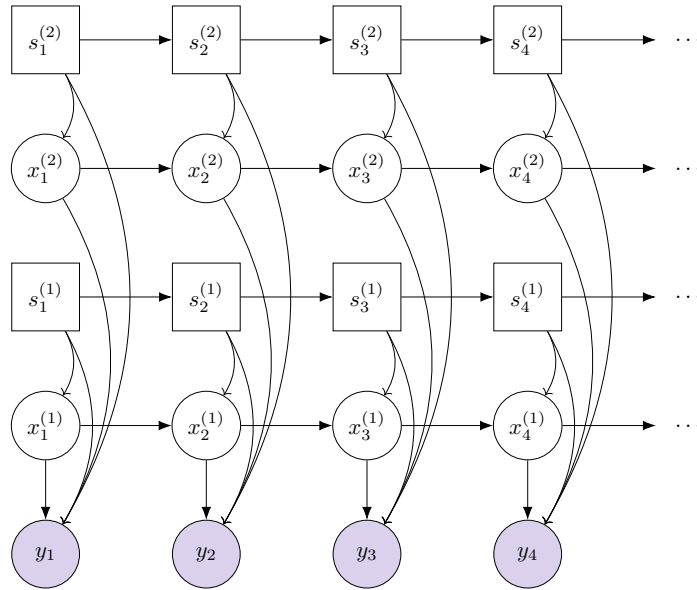 s_1^{(2)} s_2^{(2)} s_3^{(2)} s_4^{(2)} ···
x_1^{(2)} x_2^{(2)} x_3^{(2)} x_4^{(2)} ···
s_1^{(1)} s_2^{(1)} s_3^{(1)} s_4^{(1)} ···
x_1^{(1)} x_2^{(1)} x_3^{(1)} x_4^{(1)} ···
y_1 y_2 y_3 y_4